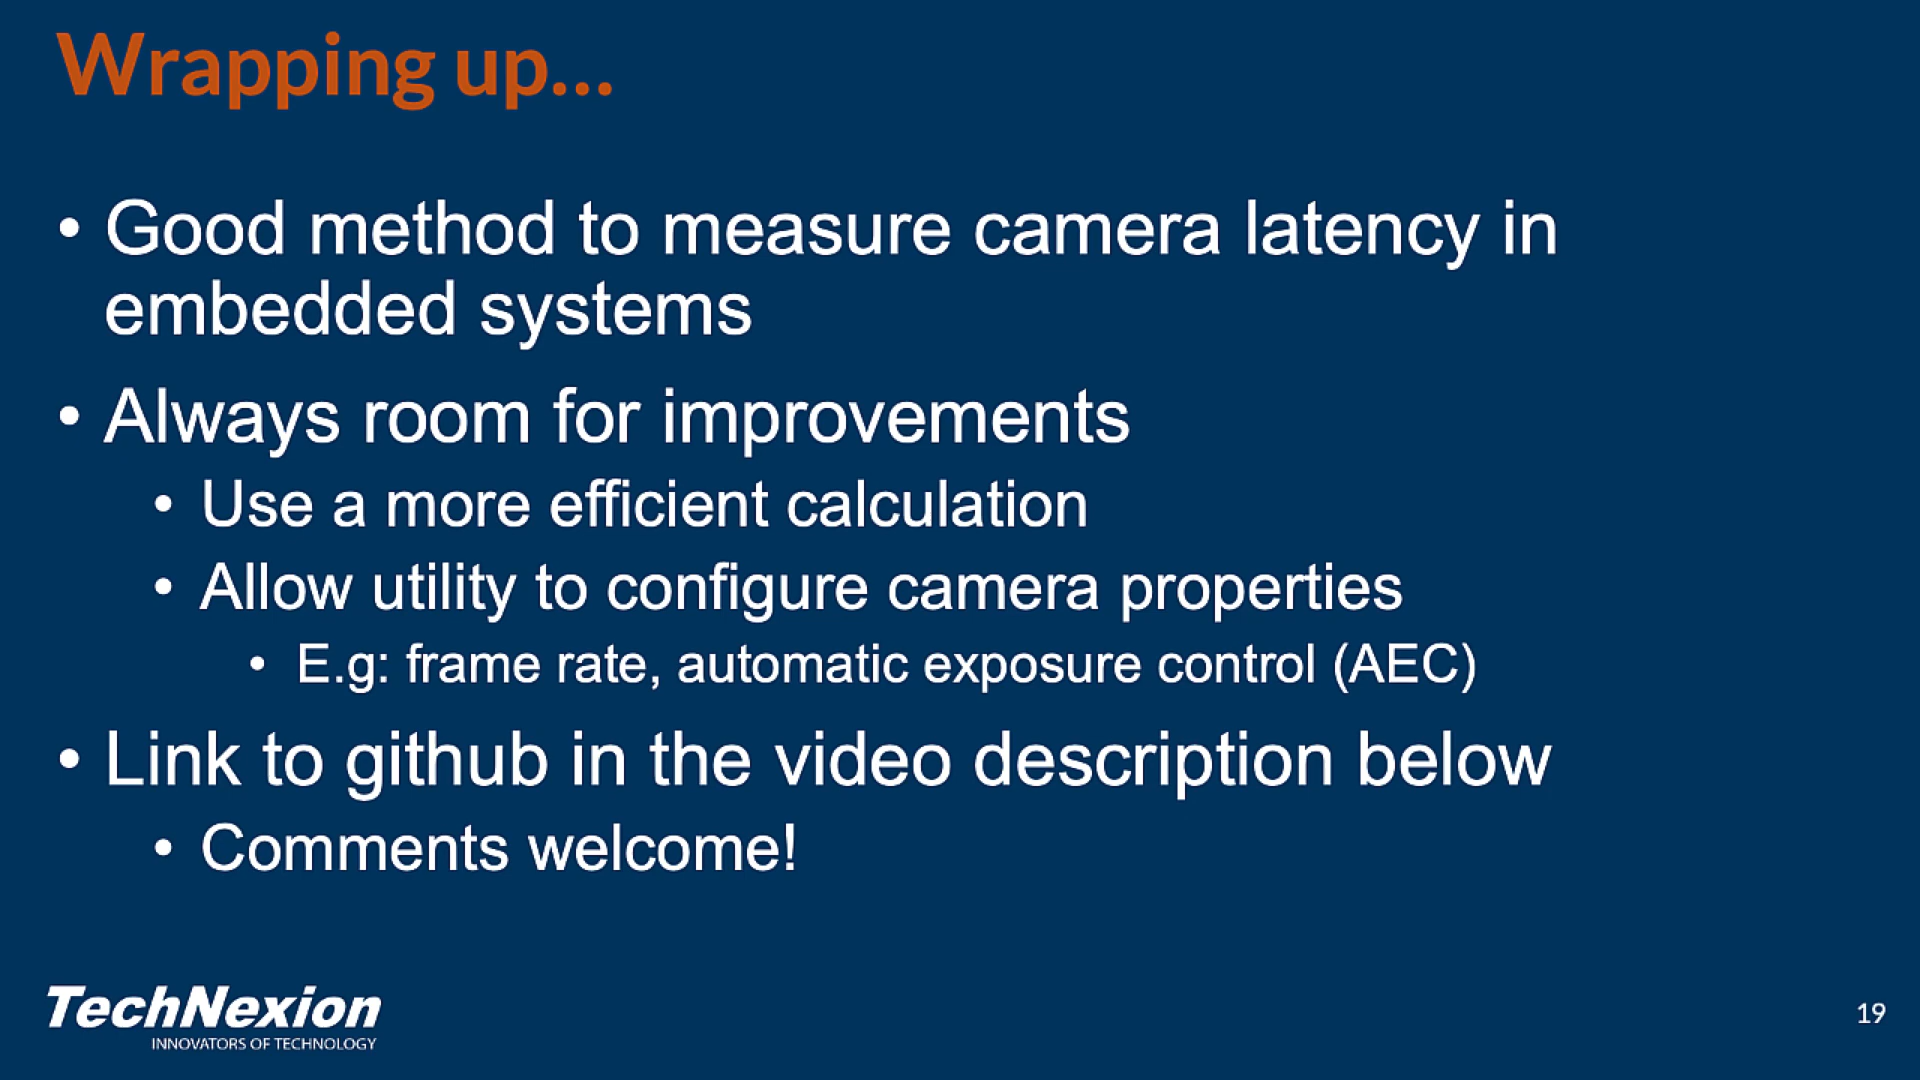 Wrapping up...
• Good method to measure camera latency in
embedded systems
• Always room for improvements
• Use a more efficient calculation
• Allow utility to configure camera properties
• E.g: frame rate, automatic exposure control (AEC)
• Link to github in the video description below
• Comments welcome!
TechNexion
INNOVATORS OF TECHNOLOGY
19